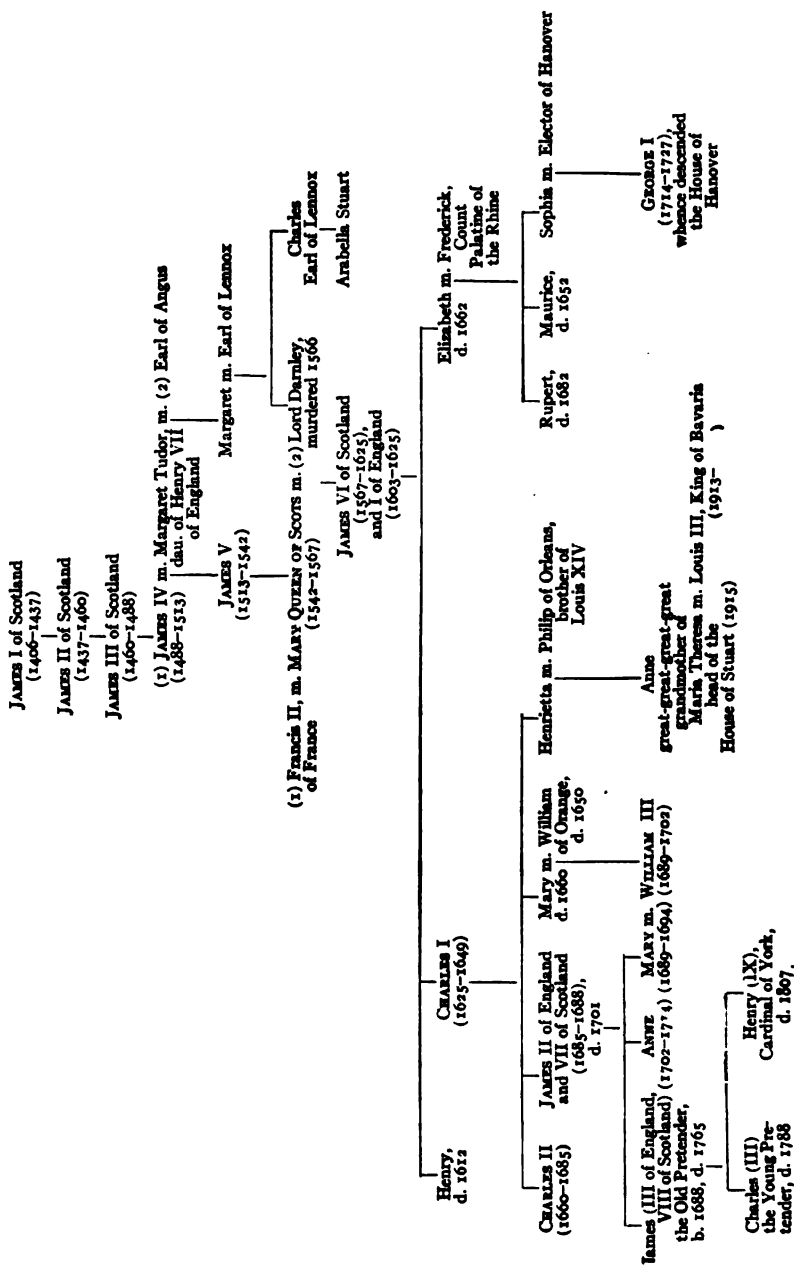 JAMES I of Scotland
(1406–1437)
JAMES II of Scotland
(1437–1460)
JAMES III of Scotland
(1460–1488)
(1) JAMES IV m. Margaret Tudor, m. (2) Earl of Angus
(1488–1513) dau. of Henry VII
of England
JAMES V
(1513–1542)
Margaret m. Earl of Lennox
(1) Francis II, m. MARY QUEEN OF SCOTS m. (2) Lord Darnley,
of France (1542–1567) murdered 1566
Charles
Earl of Lennox
Arabella Stuart
JAMES VI of Scotland
(1567–1625),
and I of England
(1603–1625)
Henry,
d. 1612
CHARLES I
(1625–1649)
Elizabeth m. Frederick,
d. 1662 Count
Palatine of
the Rhine
CHARLES II
(1660–1685)
JAMES II of England
and VII of Scotland
(1685–1688),
d. 1701
Mary m. William
d. 1660 of Orange,
d. 1650
Henrietta m. Philip of Orleans,
brother of
Louis XIV
Rupert,
d. 1682
Maurice,
d. 1652
Sophia m. Elector of Hanover
James (III of England,
VIII of Scotland)
the Old Pretender,
b. 1688, d. 1765
ANNE
(1702–1714)
MARY m. WILLIAM III
(1689–1694) (1689–1702)
Anne
great-great-great-great
grandmother of
Maria Theresa m. Louis III, King of Bavaria
head of the (1913– )
House of Stuart (1915)
GEORGE I
(1714–1727),
whence descended
the House of
Hanover
Charles (III)
the Young Pre-
tender, d. 1788
Henry (IX),
Cardinal of York,
d. 1807.